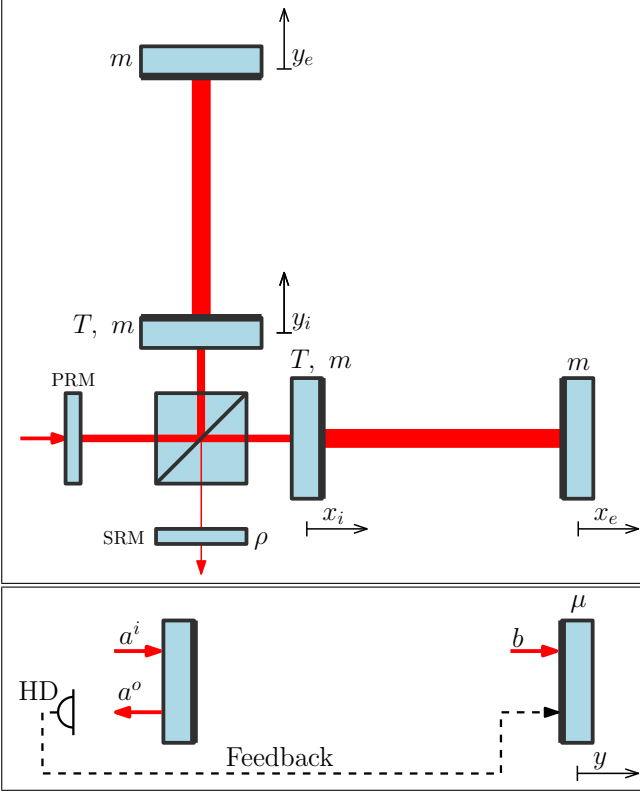 m
y_e
y_i
T, m
PRM
T, m
m
x_i
x_e
SRM
ρ
μ
a^i
b
HD
a^o
Feedback
y